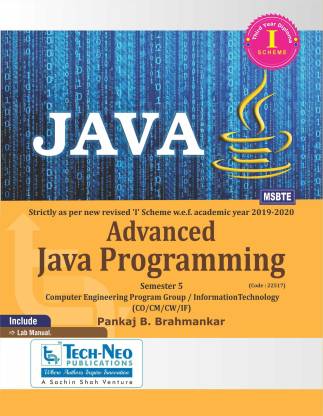 Third Year Diploma
I
SCHEME
JAVA
MSBTE
Strictly as per new revised 'I' Scheme w.e.f. academic year 2019-2020
Advanced
Java Programming
Semester 5
(Code : 22517)
Computer Engineering Program Group / InformationTechnology
(CO/CM/CW/IF)
Pankaj B. Brahmankar
Include
⇒ Lab Manual.
TECH-NEO
PUBLICATIONS
Where Authors Inspire Innovation
A Sachin Shah Venture